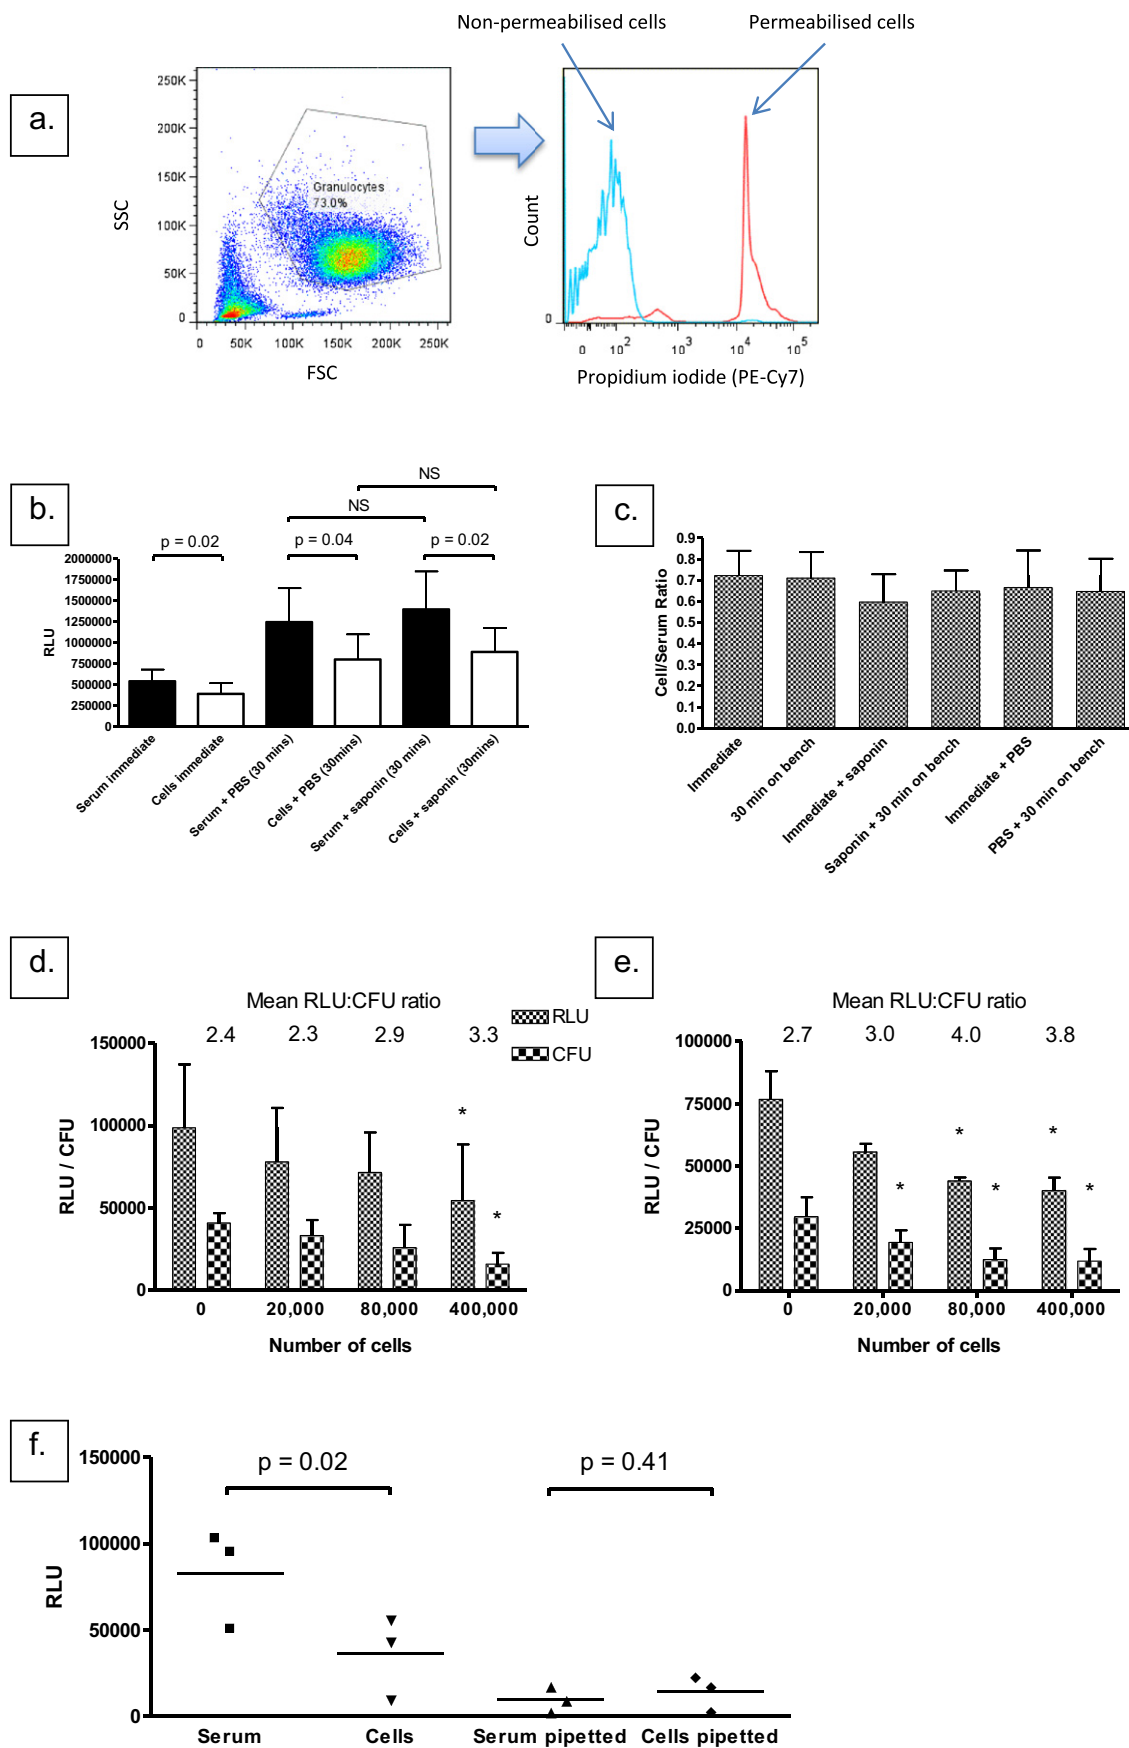 Non-permeabilised cells
Permeabilised cells
a.
250K
200K
150K
100K
50K
0
SSC
Granulocytes
73.0%
0 50K 100K 150K 200K 250K
FSC
Count
0
0 10^2 10^3 10^4 10^5
Propidium iodide (PE-Cy7)
b.
NS
NS
p = 0.02
p = 0.04
p = 0.02
2000000
1750000
1500000
1250000
1000000
750000
500000
250000
0
RLU
Serum immediate
Cells immediate
Serum + PBS (30 mins)
Cells + PBS (30mins)
Serum + saponin (30 mins)
Cells + saponin (30mins)
c.
0.9
0.8
0.7
0.6
0.5
0.4
0.3
0.2
0.1
0.0
Cell/Serum Ratio
Immediate
30 min on bench
Immediate + saponin
Saponin + 30 min on bench
Immediate + PBS
PBS + 30 min on bench
d.
Mean RLU:CFU ratio
2.4 2.3 2.9 3.3
RLU
CFU
150000
100000
50000
0
RLU / CFU
*
*
0 20,000 80,000 400,000
Number of cells
e.
Mean RLU:CFU ratio
2.7 3.0 4.0 3.8
100000
75000
50000
25000
0
RLU / CFU
* *
* * *
0 20,000 80,000 400,000
Number of cells
f.
150000
100000
50000
0
RLU
p = 0.02
p = 0.41
Serum Cells Serum pipetted Cells pipetted